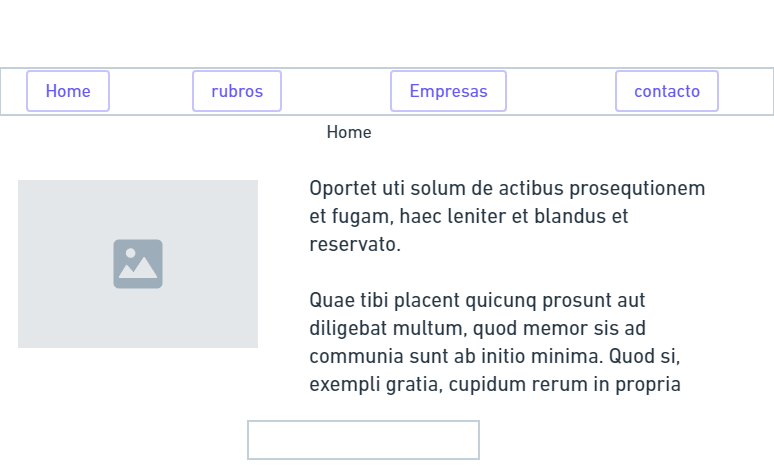 Home
rubros
Empresas
contacto
Home
Oportet uti solum de actibus prosequtionem
et fugam, haec leniter et blandus et
reservato.
Quae tibi placent quicunq prosunt aut
diligebat multum, quod memor sis ad
communia sunt ab initio minima. Quod si,
exempli gratia, cupidum rerum in propria